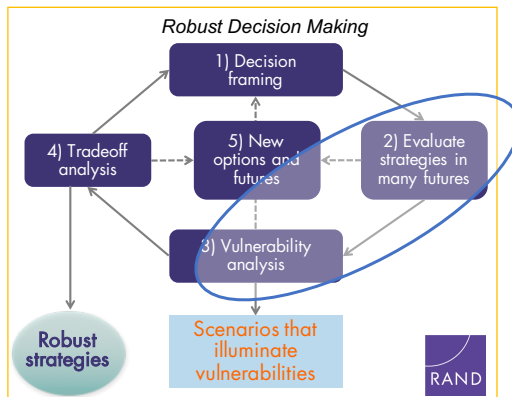 Robust Decision Making
1) Decision
framing
4) Tradeoff
analysis
5) New
options and
futures
2) Evaluate
strategies in
many futures
3) Vulnerability
analysis
Robust
strategies
Scenarios that
illuminate
vulnerabilities
RAND